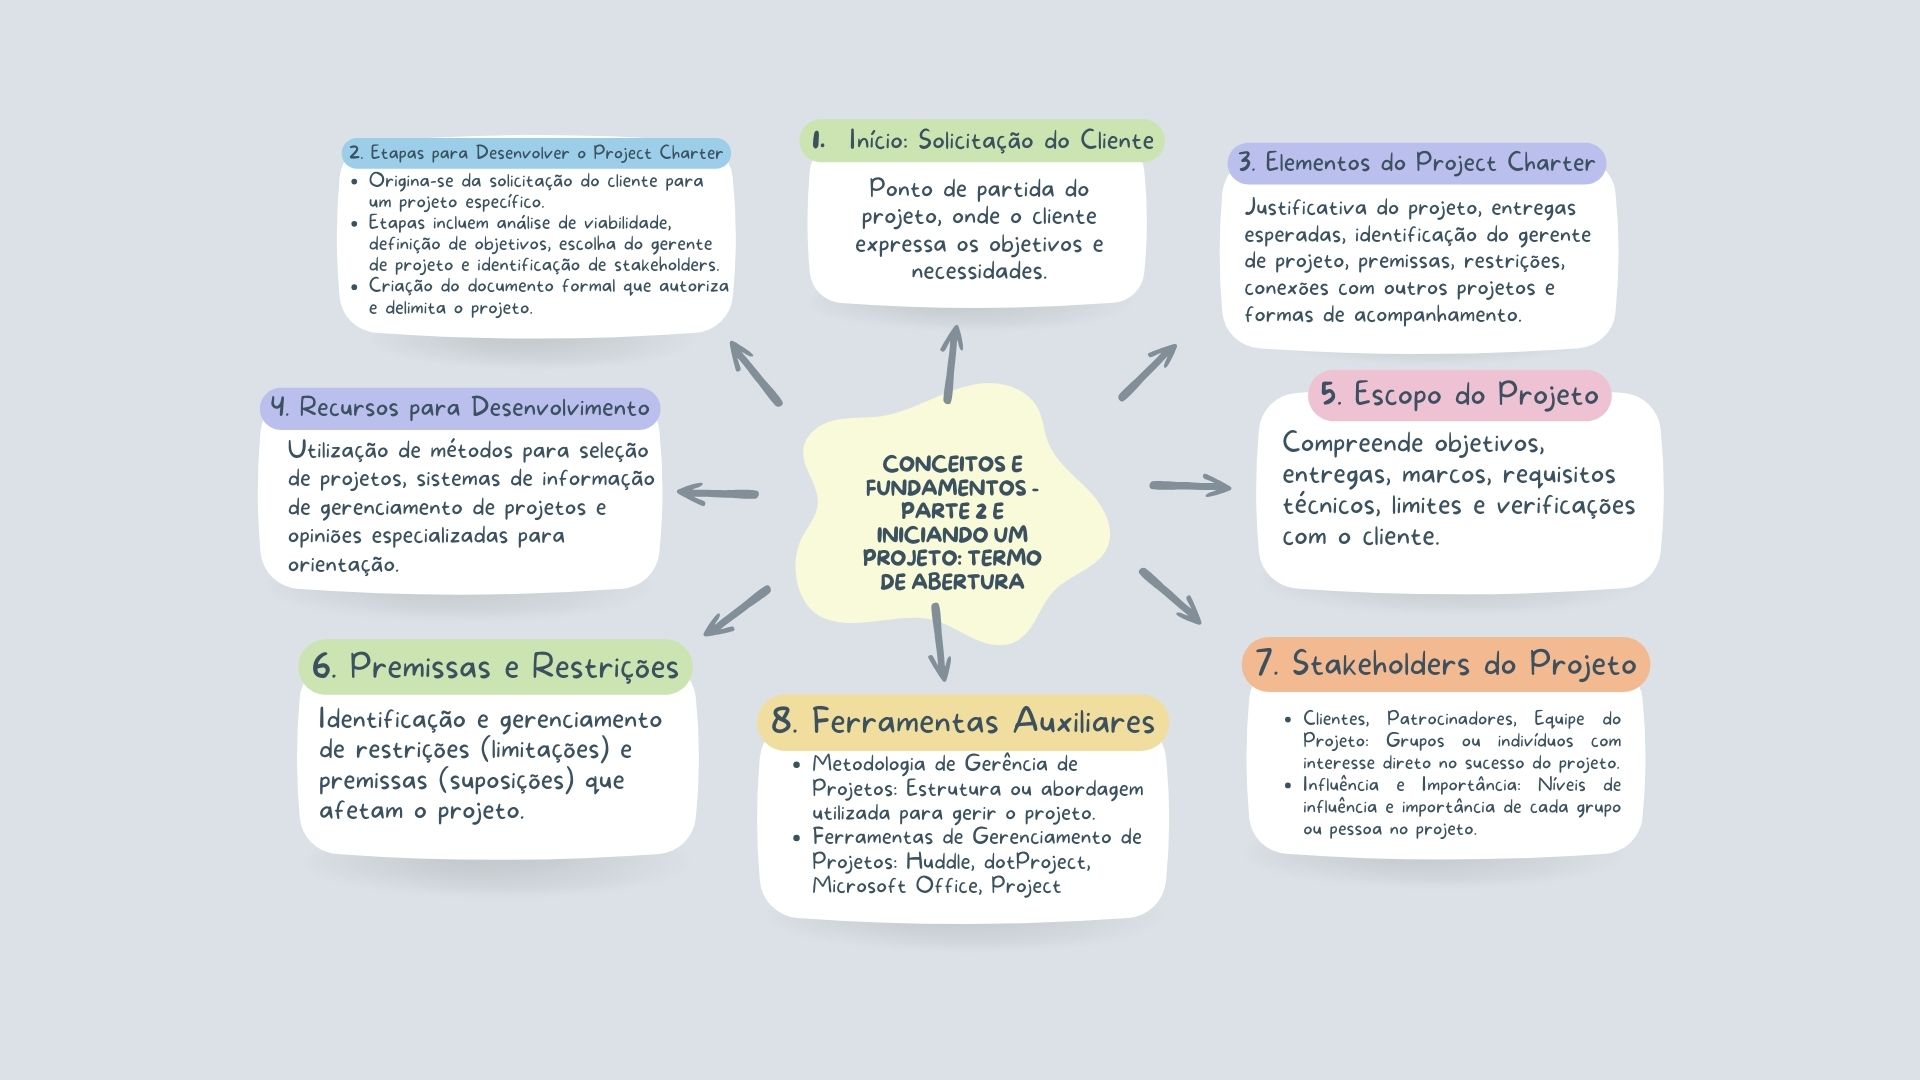 CONCEITOS E
FUNDAMENTOS -
PARTE 2 E
INICIANDO UM
PROJETO: TERMO
DE ABERTURA
1. Início: Solicitação do Cliente
Ponto de partida do
projeto, onde o cliente
expressa os objetivos e
necessidades.
2. Etapas para Desenvolver o Project Charter
• Origina-se da solicitação do cliente para
um projeto específico.
• Etapas incluem análise de viabilidade,
definição de objetivos, escolha do gerente
de projeto e identificação de stakeholders.
• Criação do documento formal que autoriza
e delimita o projeto.
3. Elementos do Project Charter
Justificativa do projeto, entregas
esperadas, identificação do gerente
de projeto, premissas, restrições,
conexões com outros projetos e
formas de acompanhamento.
4. Recursos para Desenvolvimento
Utilização de métodos para seleção
de projetos, sistemas de informação
de gerenciamento de projetos e
opiniões especializadas para
orientação.
5. Escopo do Projeto
Compreende objetivos,
entregas, marcos, requisitos
técnicos, limites e verificações
com o cliente.
6. Premissas e Restrições
Identificação e gerenciamento
de restrições (limitações) e
premissas (suposições) que
afetam o projeto.
7. Stakeholders do Projeto
• Clientes, Patrocinadores, Equipe do
Projeto: Grupos ou indivíduos com
interesse direto no sucesso do projeto.
• Influência e Importância: Níveis de
influência e importância de cada grupo
ou pessoa no projeto.
8. Ferramentas Auxiliares
• Metodologia de Gerência de
Projetos: Estrutura ou abordagem
utilizada para gerir o projeto.
• Ferramentas de Gerenciamento de
Projetos: Huddle, dotProject,
Microsoft Office, Project